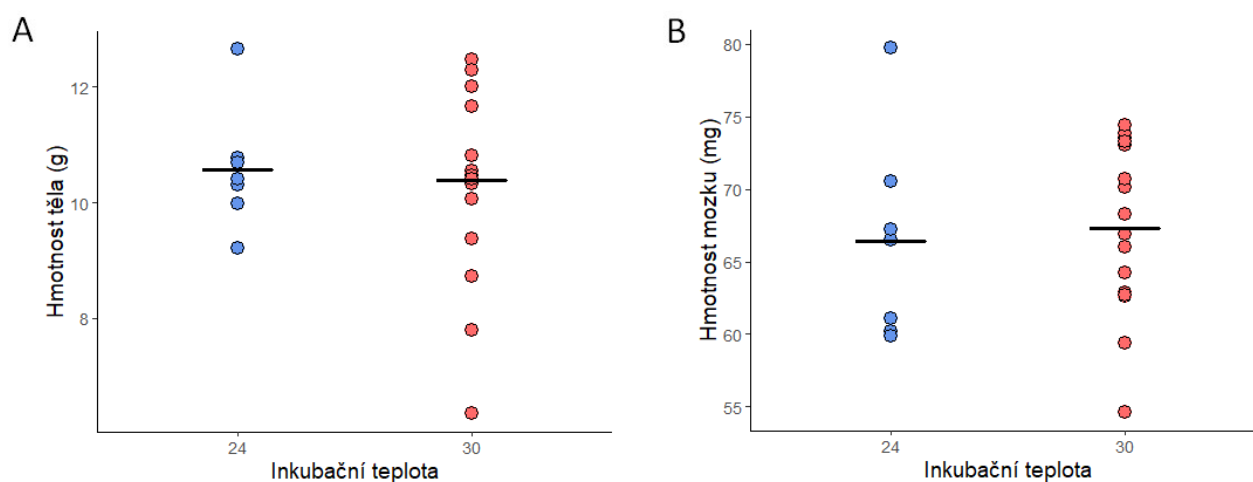 A
Hmotnost těla (g)
12
10
8
24
30
Inkubační teplota
B
Hmotnost mozku (mg)
80
75
70
65
60
55
24
30
Inkubační teplota